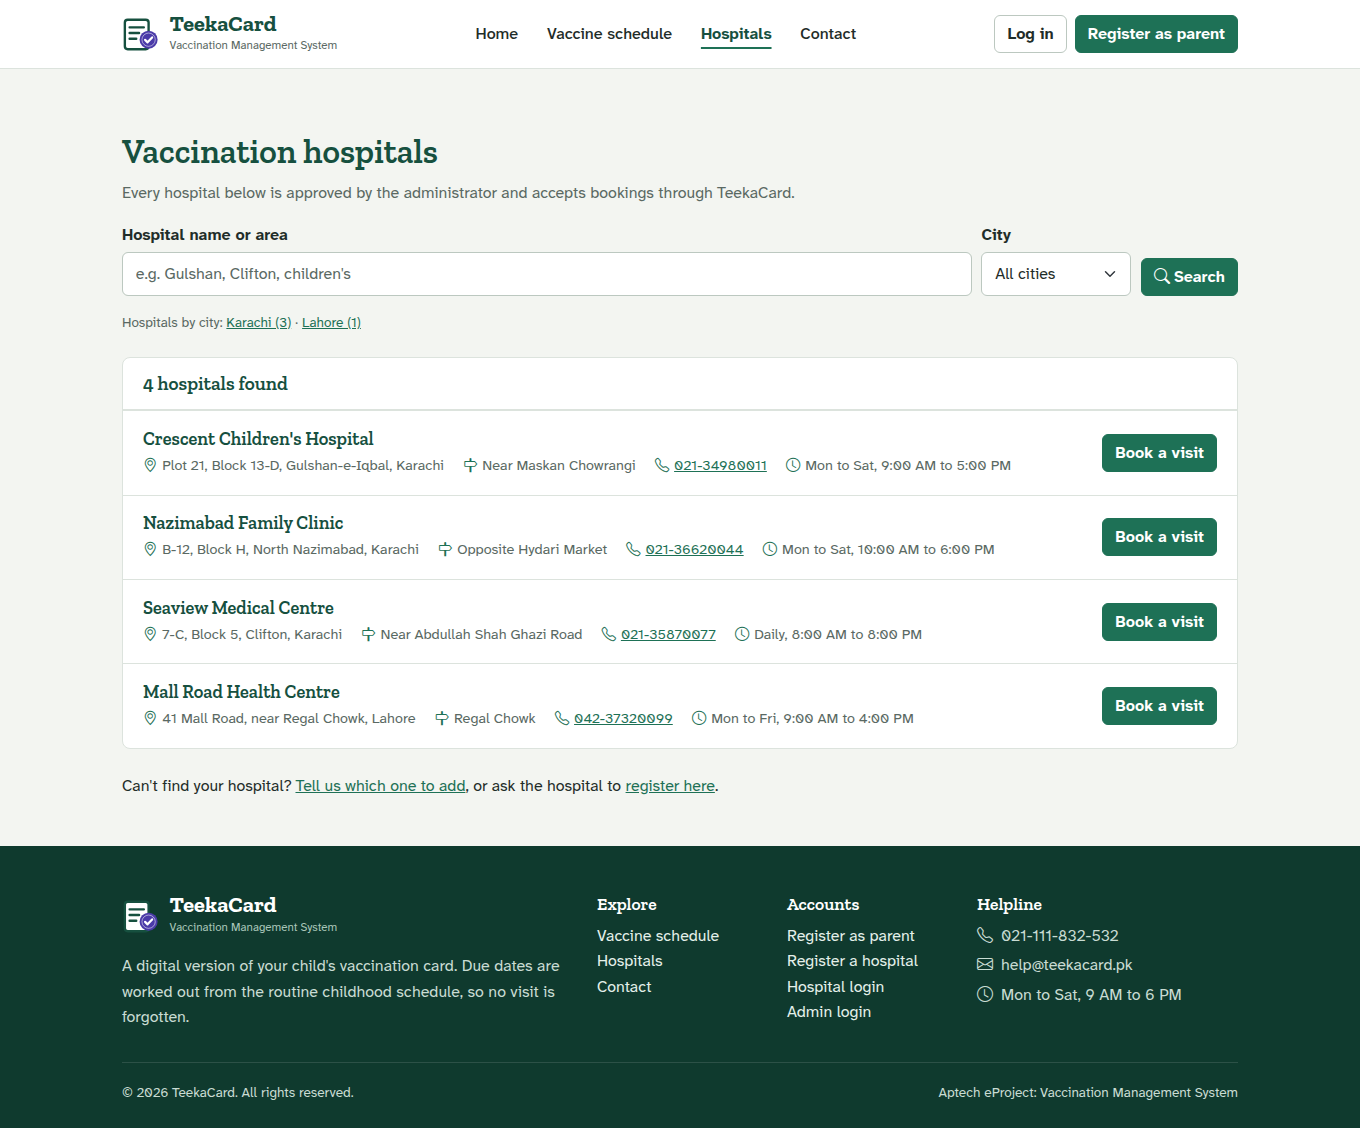 TeekaCard
Vaccination Management System
Home
Vaccine schedule
Hospitals
Contact
Log in
Register as parent
Vaccination hospitals
Every hospital below is approved by the administrator and accepts bookings through TeekaCard.
Hospital name or area
City
e.g. Gulshan, Clifton, children's
All cities
Search
Hospitals by city: Karachi (3) · Lahore (1)
4 hospitals found
Crescent Children's Hospital
Plot 21, Block 13-D, Gulshan-e-Iqbal, Karachi Near Maskan Chowrangi 021-34980011 Mon to Sat, 9:00 AM to 5:00 PM
Book a visit
Nazimabad Family Clinic
B-12, Block H, North Nazimabad, Karachi Opposite Hydari Market 021-36620044 Mon to Sat, 10:00 AM to 6:00 PM
Book a visit
Seaview Medical Centre
7-C, Block 5, Clifton, Karachi Near Abdullah Shah Ghazi Road 021-35870077 Daily, 8:00 AM to 8:00 PM
Book a visit
Mall Road Health Centre
41 Mall Road, near Regal Chowk, Lahore Regal Chowk 042-37320099 Mon to Fri, 9:00 AM to 4:00 PM
Book a visit
Can't find your hospital? Tell us which one to add, or ask the hospital to register here.
TeekaCard
Vaccination Management System
A digital version of your child's vaccination card. Due dates are
worked out from the routine childhood schedule, so no visit is
forgotten.
Explore
Vaccine schedule
Hospitals
Contact
Accounts
Register as parent
Register a hospital
Hospital login
Admin login
Helpline
021-111-832-532
help@teekacard.pk
Mon to Sat, 9 AM to 6 PM
© 2026 TeekaCard. All rights reserved.
Aptech eProject: Vaccination Management System